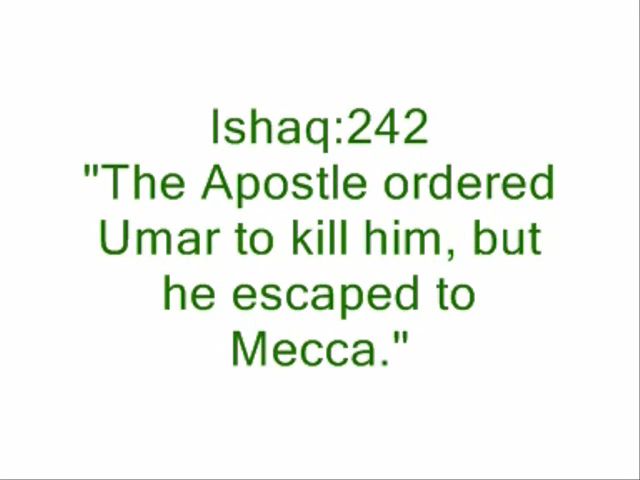 Ishaq:242
"The Apostle ordered
Umar to kill him, but
he escaped to
Mecca."